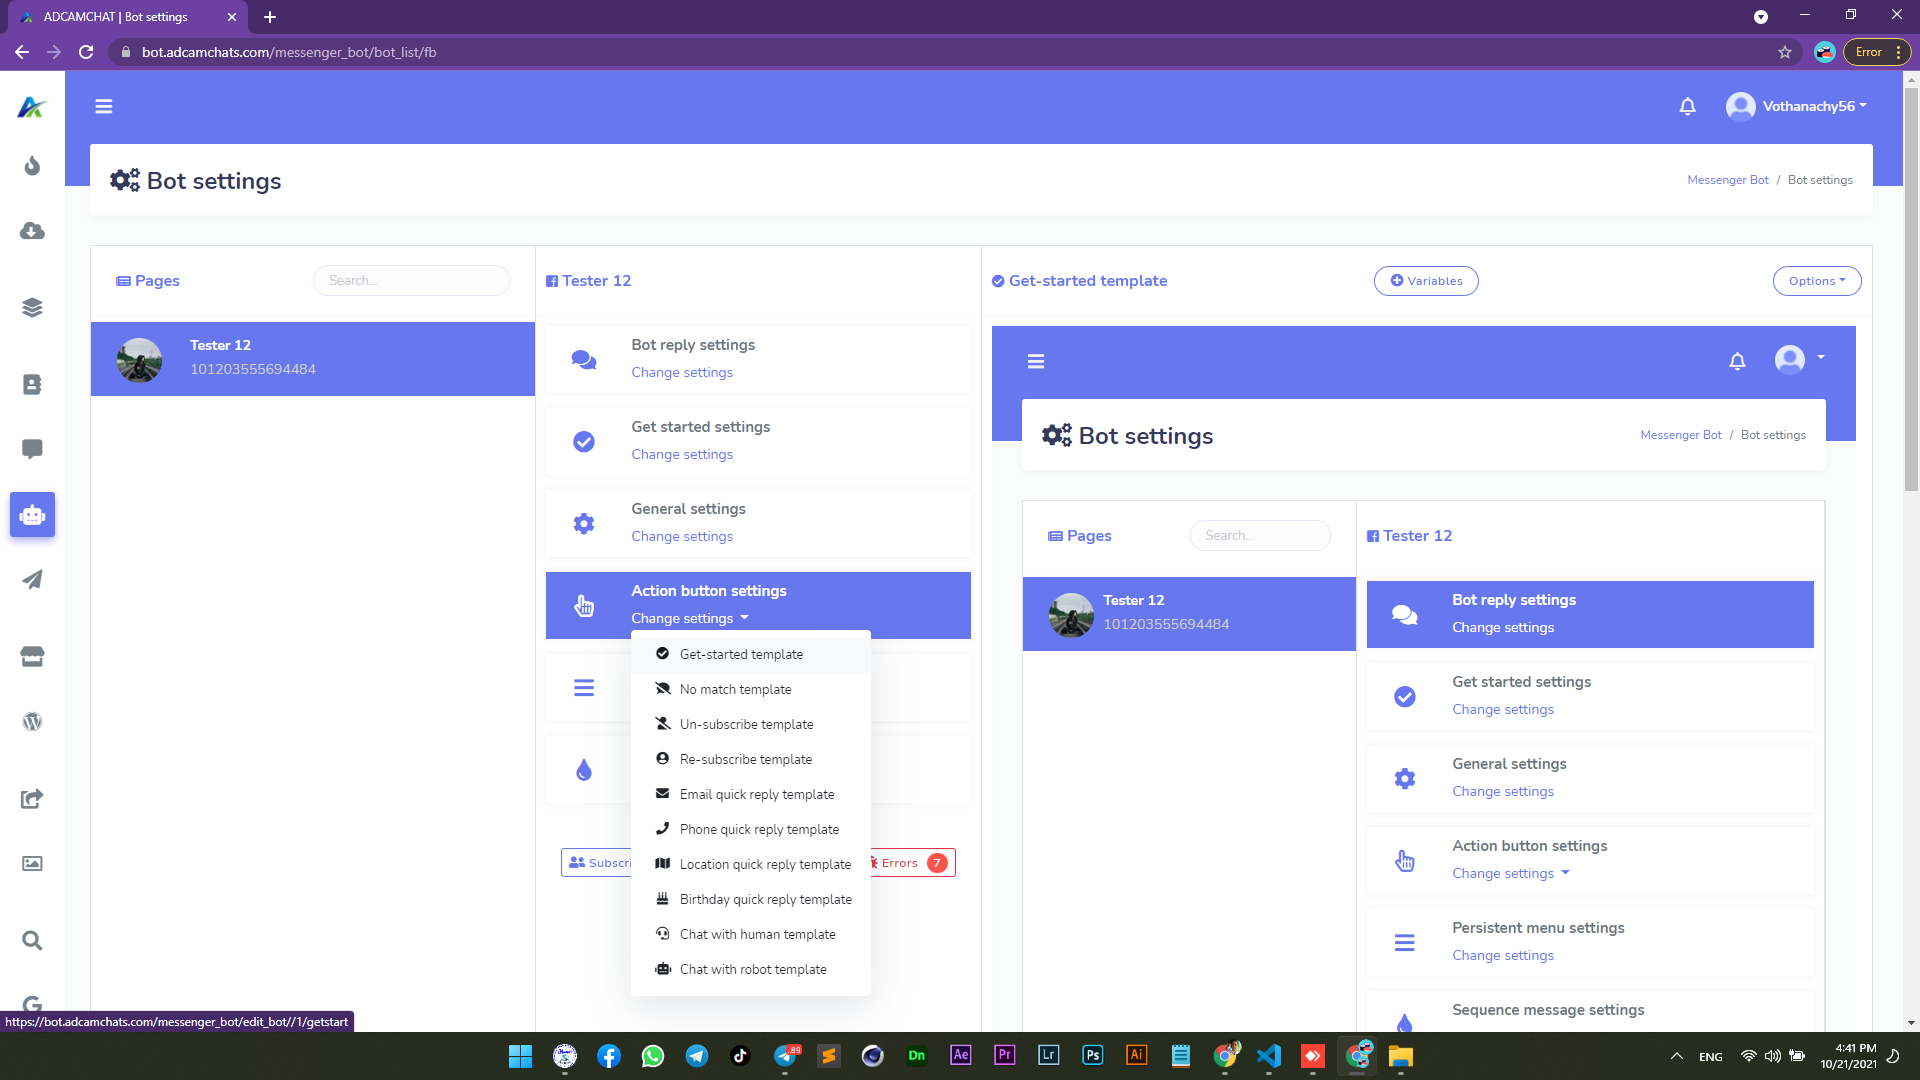 ADCAMCHAT | Bot settings
bot.adcamchats.com/messenger_bot/bot_list/fb
Error
Vothanachy56
Bot settings
Messenger Bot / Bot settings
Pages
Search...
Tester 12
101203555694484
Tester 12
Bot reply settings
Change settings
Get started settings
Change settings
General settings
Change settings
Action button settings
Change settings
Get-started template
No match template
Un-subscribe template
Re-subscribe template
Email quick reply template
Phone quick reply template
Location quick reply template
Birthday quick reply template
Chat with human template
Chat with robot template
Subscri
Errors 7
Get-started template
Variables
Options
Bot settings
Messenger Bot / Bot settings
Pages
Search...
Tester 12
101203555694484
Tester 12
Bot reply settings
Change settings
Get started settings
Change settings
General settings
Change settings
Action button settings
Change settings
Persistent menu settings
Change settings
Sequence message settings
https://bot.adcamchats.com/messenger_bot/edit_bot//1/getstart
89
Dn
Ae
Pr
Lr
Ps
Ai
ENG
4:41 PM
10/21/2021